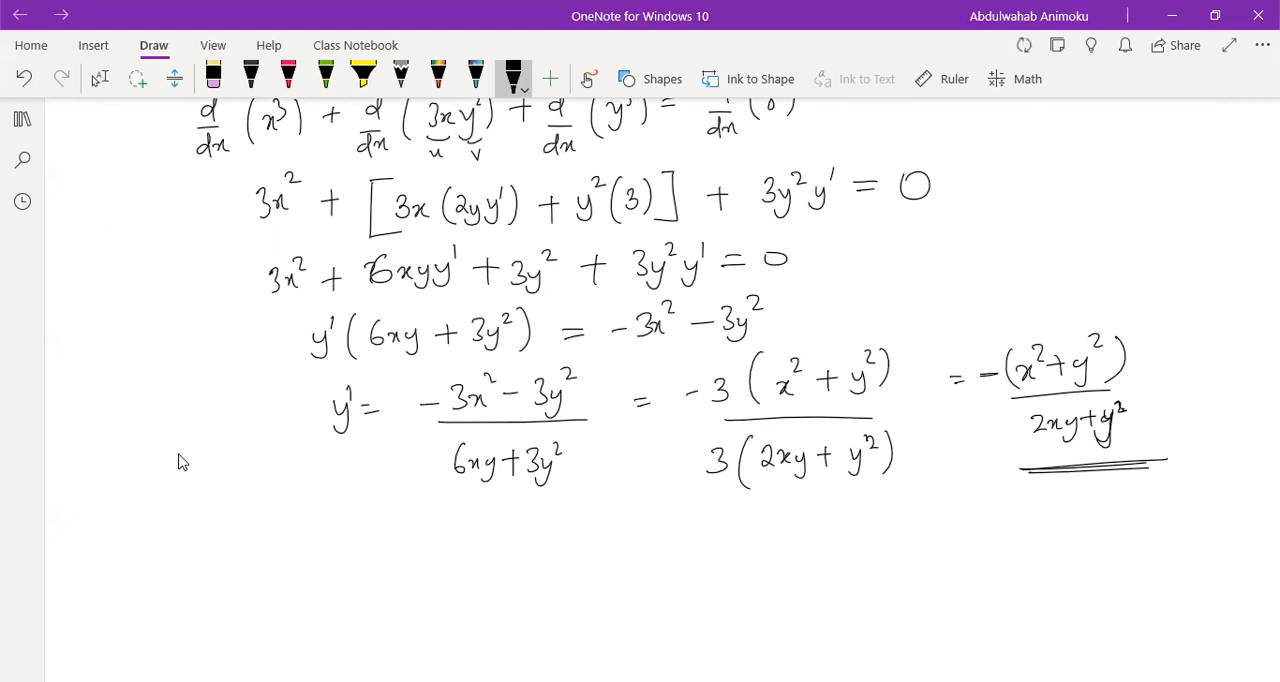 OneNote for Windows 10
Abdulwahab Animoku
Home Insert Draw View Help Class Notebook
Share
Shapes Ink to Shape Ink to Text Ruler Math
d/dx (x³) + d/dx (3xy²) + d/dx (y³) = d/dx ( )
u v
3x² + [3x(2yy') + y²(3)] + 3y²y' = 0
3x² + 6xyy' + 3y² + 3y²y' = 0
y'(6xy + 3y²) = -3x² - 3y²
y' = (-3x² - 3y²)/(6xy + 3y²) = -3(x² + y²)/3(2xy + y²) = -(x² + y²)/(2xy + y²)